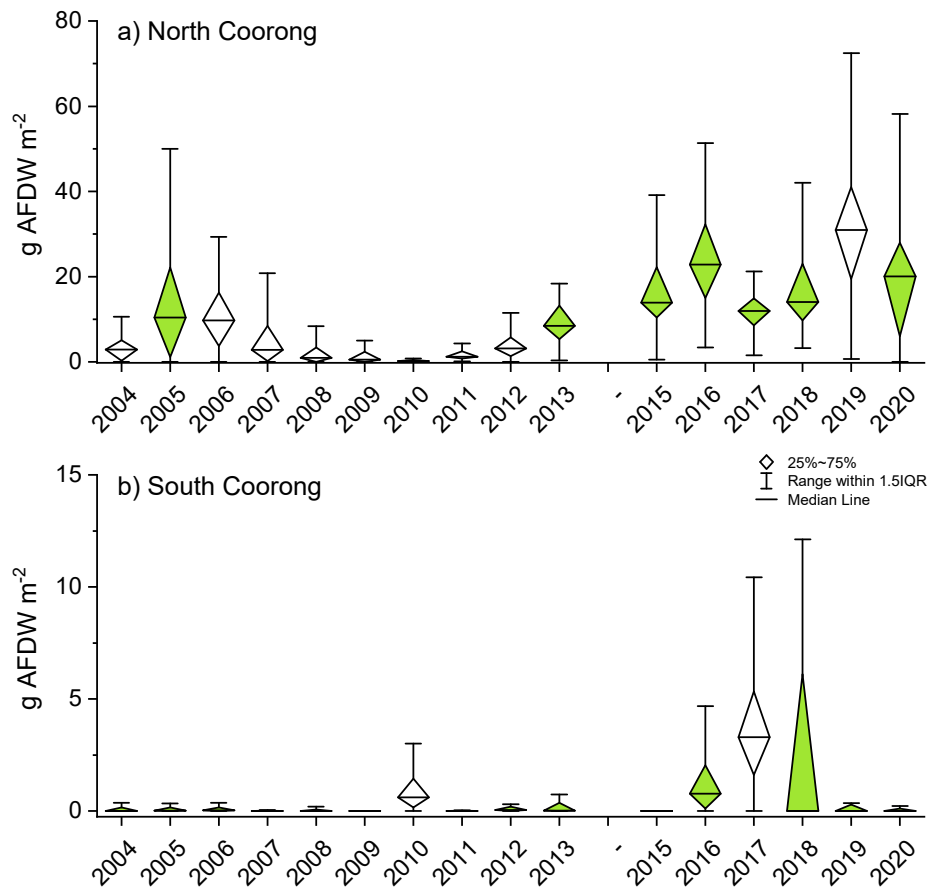 a) North Coorong
80
60
40
20
0
g AFDW m-2
2004 2005 2006 2007 2008 2009 2010 2011 2012 2013 - 2015 2016 2017 2018 2019 2020
b) South Coorong
25%~75%
Range within 1.5IQR
Median Line
15
10
5
0
g AFDW m-2
2004 2005 2006 2007 2008 2009 2010 2011 2012 2013 - 2015 2016 2017 2018 2019 2020